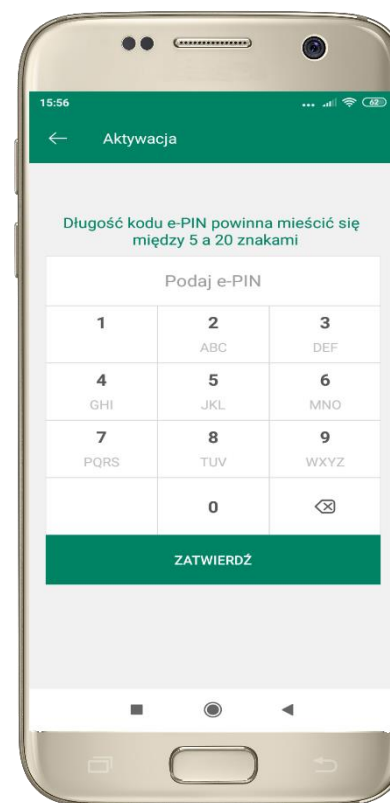 15:56 ... 62
Aktywacja
Długość kodu e-PIN powinna mieścić się
między 5 a 20 znakami
Podaj e-PIN
1 2 3
ABC DEF
4 5 6
GHI JKL MNO
7 8 9
PQRS TUV WXYZ
0
ZATWIERDŹ